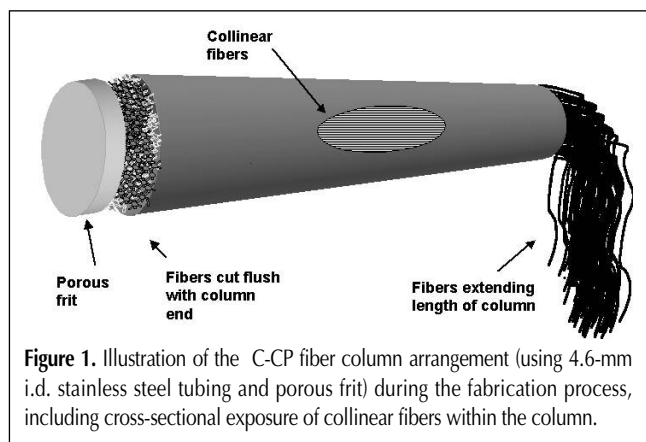 Collinear
fibers
Porous
frit
Fibers cut flush
with column
end
Fibers extending
length of column
Figure 1. Illustration of the C-CP fiber column arrangement (using 4.6-mm
i.d. stainless steel tubing and porous frit) during the fabrication process,
including cross-sectional exposure of collinear fibers within the column.